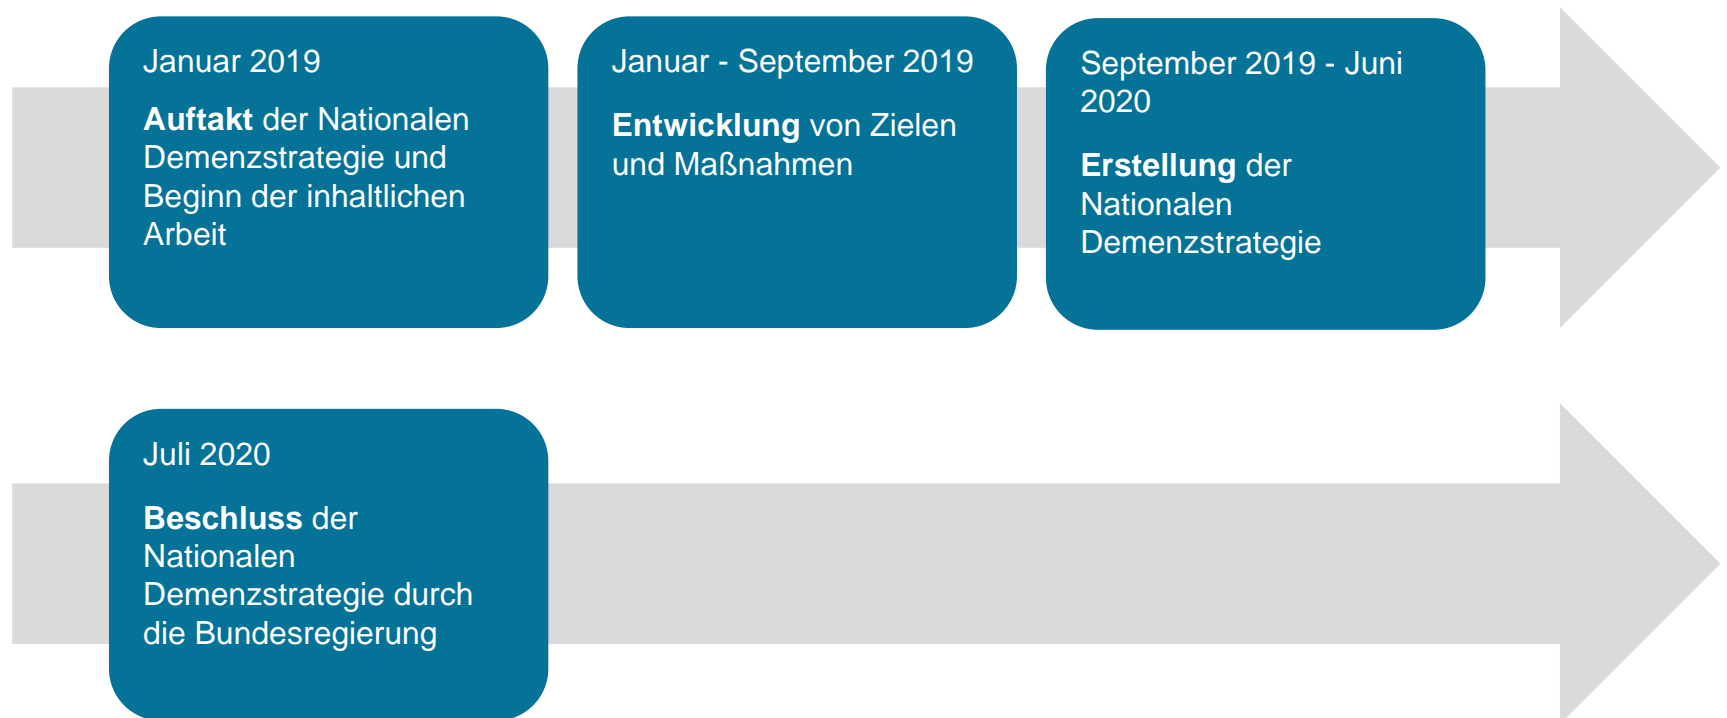 Januar 2019
Auftakt der Nationalen
Demenzstrategie und
Beginn der inhaltlichen
Arbeit
Januar - September 2019
Entwicklung von Zielen
und Maßnahmen
September 2019 - Juni
2020
Erstellung der
Nationalen
Demenzstrategie
Juli 2020
Beschluss der
Nationalen
Demenzstrategie durch
die Bundesregierung